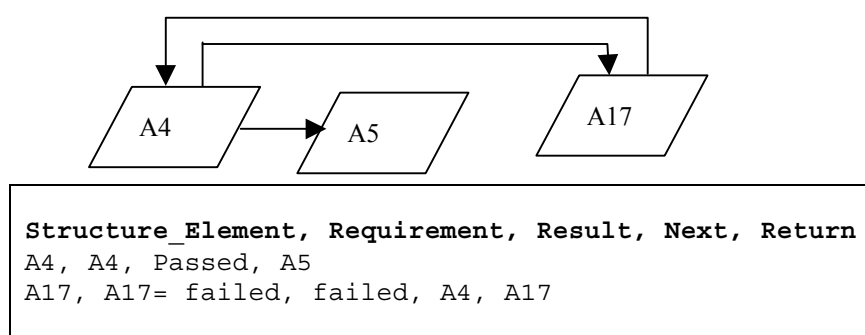 A4
A5
A17
Structure_Element, Requirement, Result, Next, Return
A4, A4, Passed, A5
A17, A17= failed, failed, A4, A17